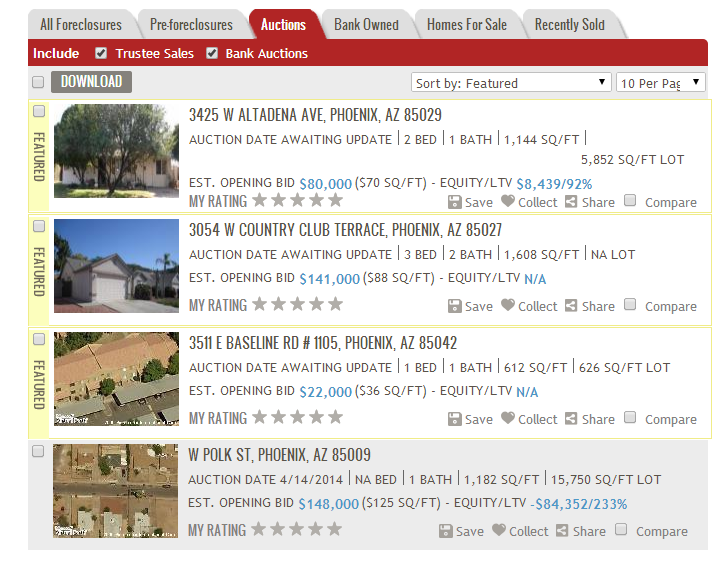 All Foreclosures Pre-foreclosures Auctions Bank Owned Homes For Sale Recently Sold
Include Trustee Sales Bank Auctions
DOWNLOAD Sort by: Featured 10 Per Pag
FEATURED
3425 W ALTADENA AVE, PHOENIX, AZ 85029
AUCTION DATE AWAITING UPDATE | 2 BED | 1 BATH | 1,144 SQ/FT |
5,852 SQ/FT LOT
EST. OPENING BID $80,000 ($70 SQ/FT) - EQUITY/LTV $8,439/92%
MY RATING Save Collect Share Compare
FEATURED
3054 W COUNTRY CLUB TERRACE, PHOENIX, AZ 85027
AUCTION DATE AWAITING UPDATE | 3 BED | 2 BATH | 1,608 SQ/FT | NA LOT
EST. OPENING BID $141,000 ($88 SQ/FT) - EQUITY/LTV N/A
MY RATING Save Collect Share Compare
FEATURED
3511 E BASELINE RD # 1105, PHOENIX, AZ 85042
AUCTION DATE AWAITING UPDATE | 1 BED | 1 BATH | 612 SQ/FT | 626 SQ/FT LOT
EST. OPENING BID $22,000 ($36 SQ/FT) - EQUITY/LTV N/A
MY RATING Save Collect Share Compare
W POLK ST, PHOENIX, AZ 85009
AUCTION DATE 4/14/2014 | NA BED | 1 BATH | 1,182 SQ/FT | 15,750 SQ/FT LOT
EST. OPENING BID $148,000 ($125 SQ/FT) - EQUITY/LTV -$84,352/233%
MY RATING Save Collect Share Compare